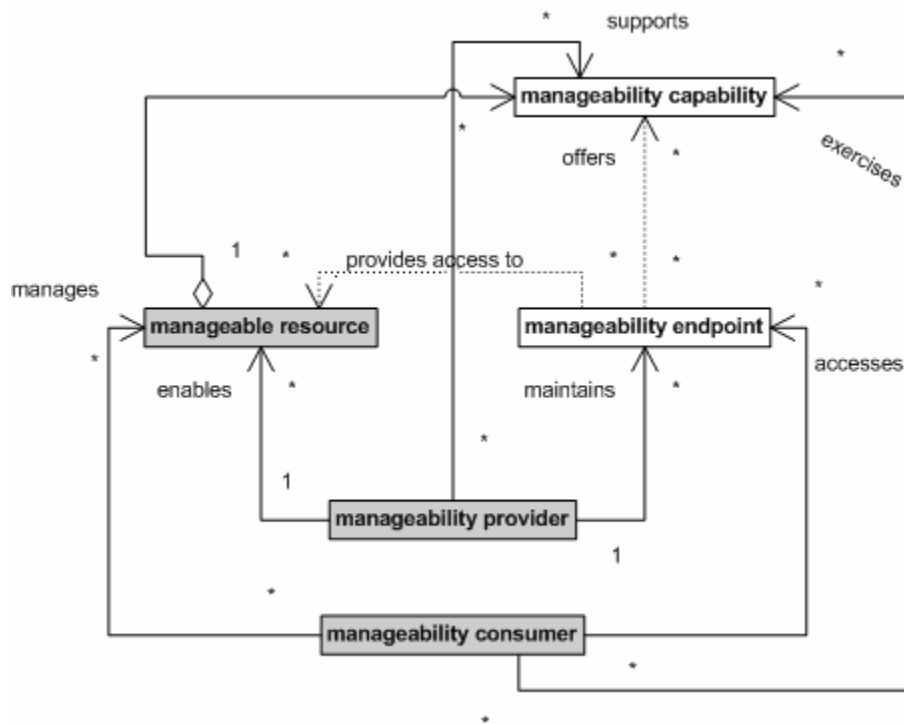 * supports
*
manageability capability
*
offers *
exercises
1 * provides access to * *
manages *
manageable resource manageability endpoint
* accesses
enables * maintains *
*
1
manageability provider
1
*
manageability consumer
*
*